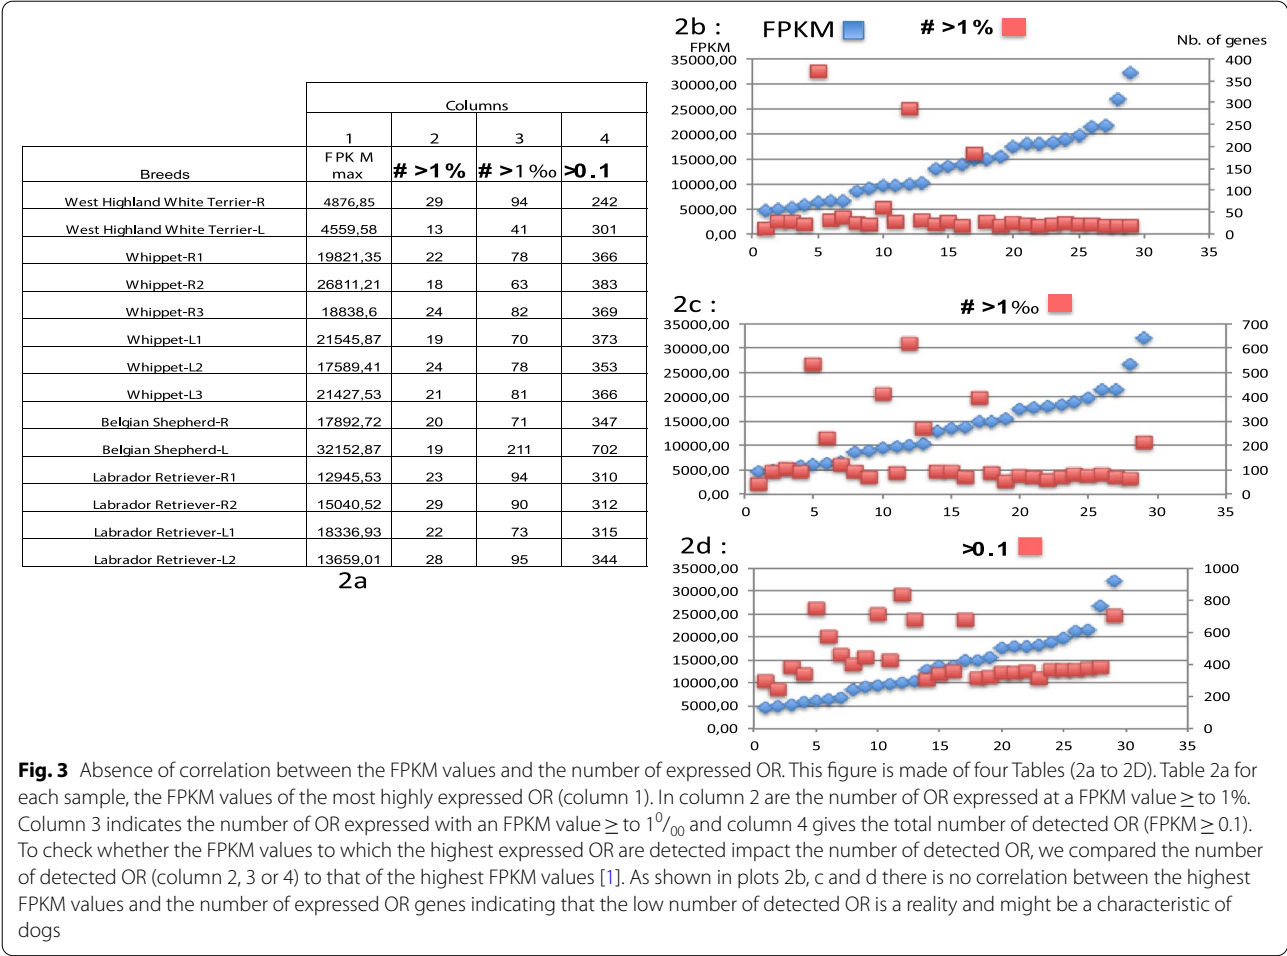 Columns
1 2 3 4
Breeds FPK M max # >1% # >1‰ >0.1
West Highland White Terrier-R 4876,85 29 94 242
West Highland White Terrier-L 4559,58 13 41 301
Whippet-R1 19821,35 22 78 366
Whippet-R2 26811,21 18 63 383
Whippet-R3 18838,6 24 82 369
Whippet-L1 21545,87 19 70 373
Whippet-L2 17589,41 24 78 353
Whippet-L3 21427,53 21 81 366
Belgian Shepherd-R 17892,72 20 71 347
Belgian Shepherd-L 32152,87 19 211 702
Labrador Retriever-R1 12945,53 23 94 310
Labrador Retriever-R2 15040,52 29 90 312
Labrador Retriever-L1 18336,93 22 73 315
Labrador Retriever-L2 13659,01 28 95 344
2a
2b : FPKM # >1%
FPKM Nb. of genes
35000,00 400
30000,00 350
25000,00 300
20000,00 250
15000,00 200
10000,00 150
5000,00 100
0,00 50
0
0 5 10 15 20 25 30 35
2c : # >1‰
35000,00 700
30000,00 600
25000,00 500
20000,00 400
15000,00 300
10000,00 200
5000,00 100
0,00 0
0 5 10 15 20 25 30 35
2d : >0.1
35000,00 1000
30000,00 800
25000,00 600
20000,00 400
15000,00 200
10000,00 0
5000,00
0,00
0 5 10 15 20 25 30 35
Fig. 3 Absence of correlation between the FPKM values and the number of expressed OR. This figure is made of four Tables (2a to 2D). Table 2a for
each sample, the FPKM values of the most highly expressed OR (column 1). In column 2 are the number of OR expressed at a FPKM value ≥ to 1%.
Column 3 indicates the number of OR expressed with an FPKM value ≥ to 1⁰/₀₀ and column 4 gives the total number of detected OR (FPKM ≥ 0.1).
To check whether the FPKM values to which the highest expressed OR are detected impact the number of detected OR, we compared the number
of detected OR (column 2, 3 or 4) to that of the highest FPKM values [1]. As shown in plots 2b, c and d there is no correlation between the highest
FPKM values and the number of expressed OR genes indicating that the low number of detected OR is a reality and might be a characteristic of
dogs